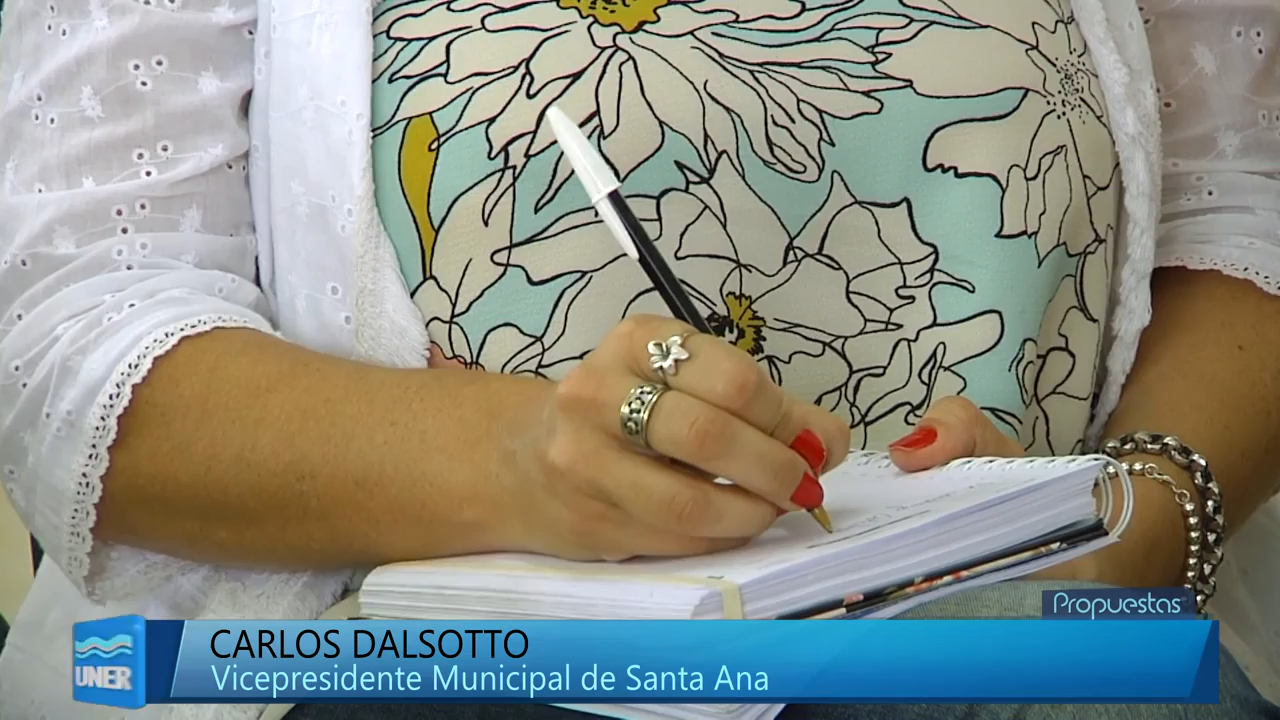 Propuestas
UNER
CARLOS DALSOTTO
Vicepresidente Municipal de Santa Ana